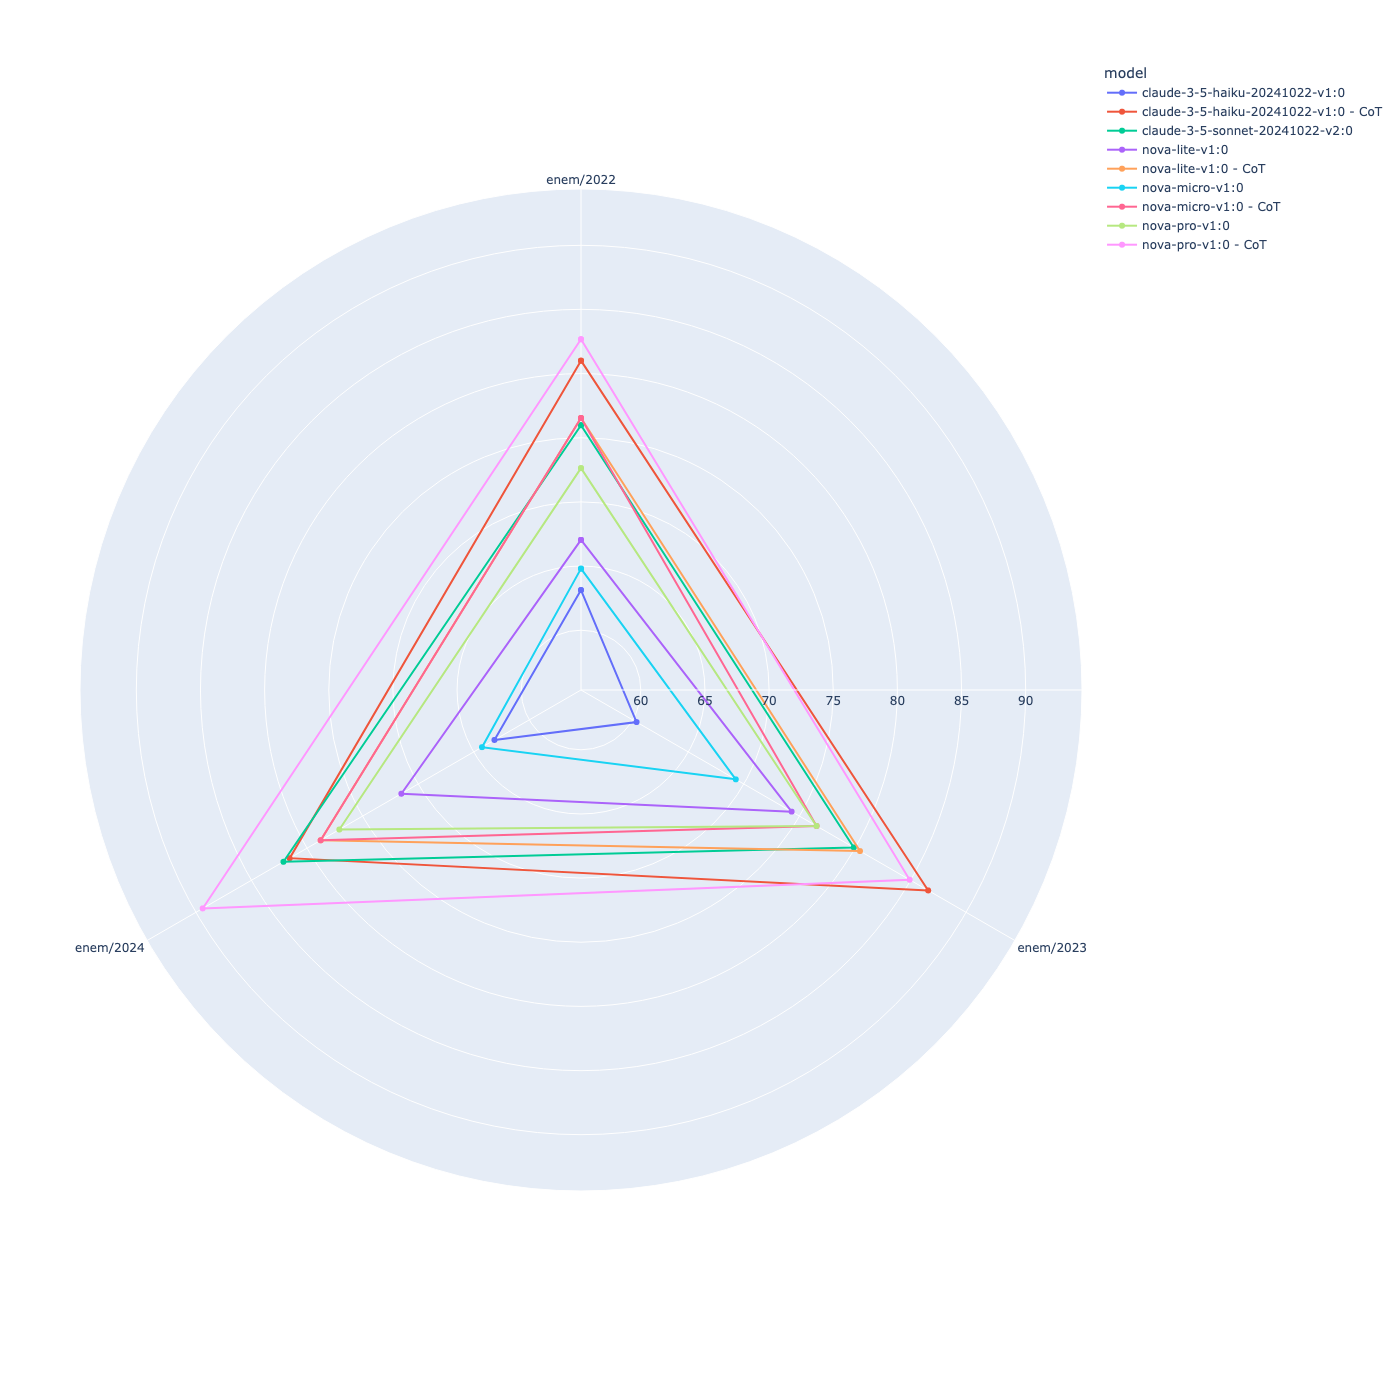 model
claude-3-5-haiku-20241022-v1:0
claude-3-5-haiku-20241022-v1:0 - CoT
claude-3-5-sonnet-20241022-v2:0
nova-lite-v1:0
nova-lite-v1:0 - CoT
nova-micro-v1:0
nova-micro-v1:0 - CoT
nova-pro-v1:0
nova-pro-v1:0 - CoT
enem/2022
60 65 70 75 80 85 90
enem/2024
enem/2023